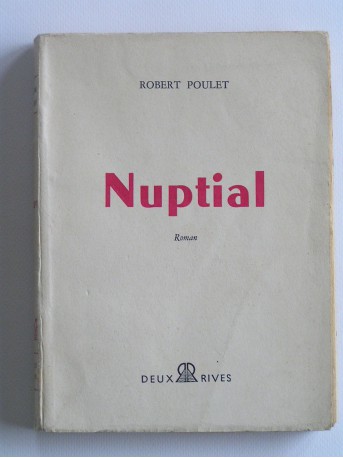 ROBERT POULET
Nuptial
Roman
DEUX RIVES